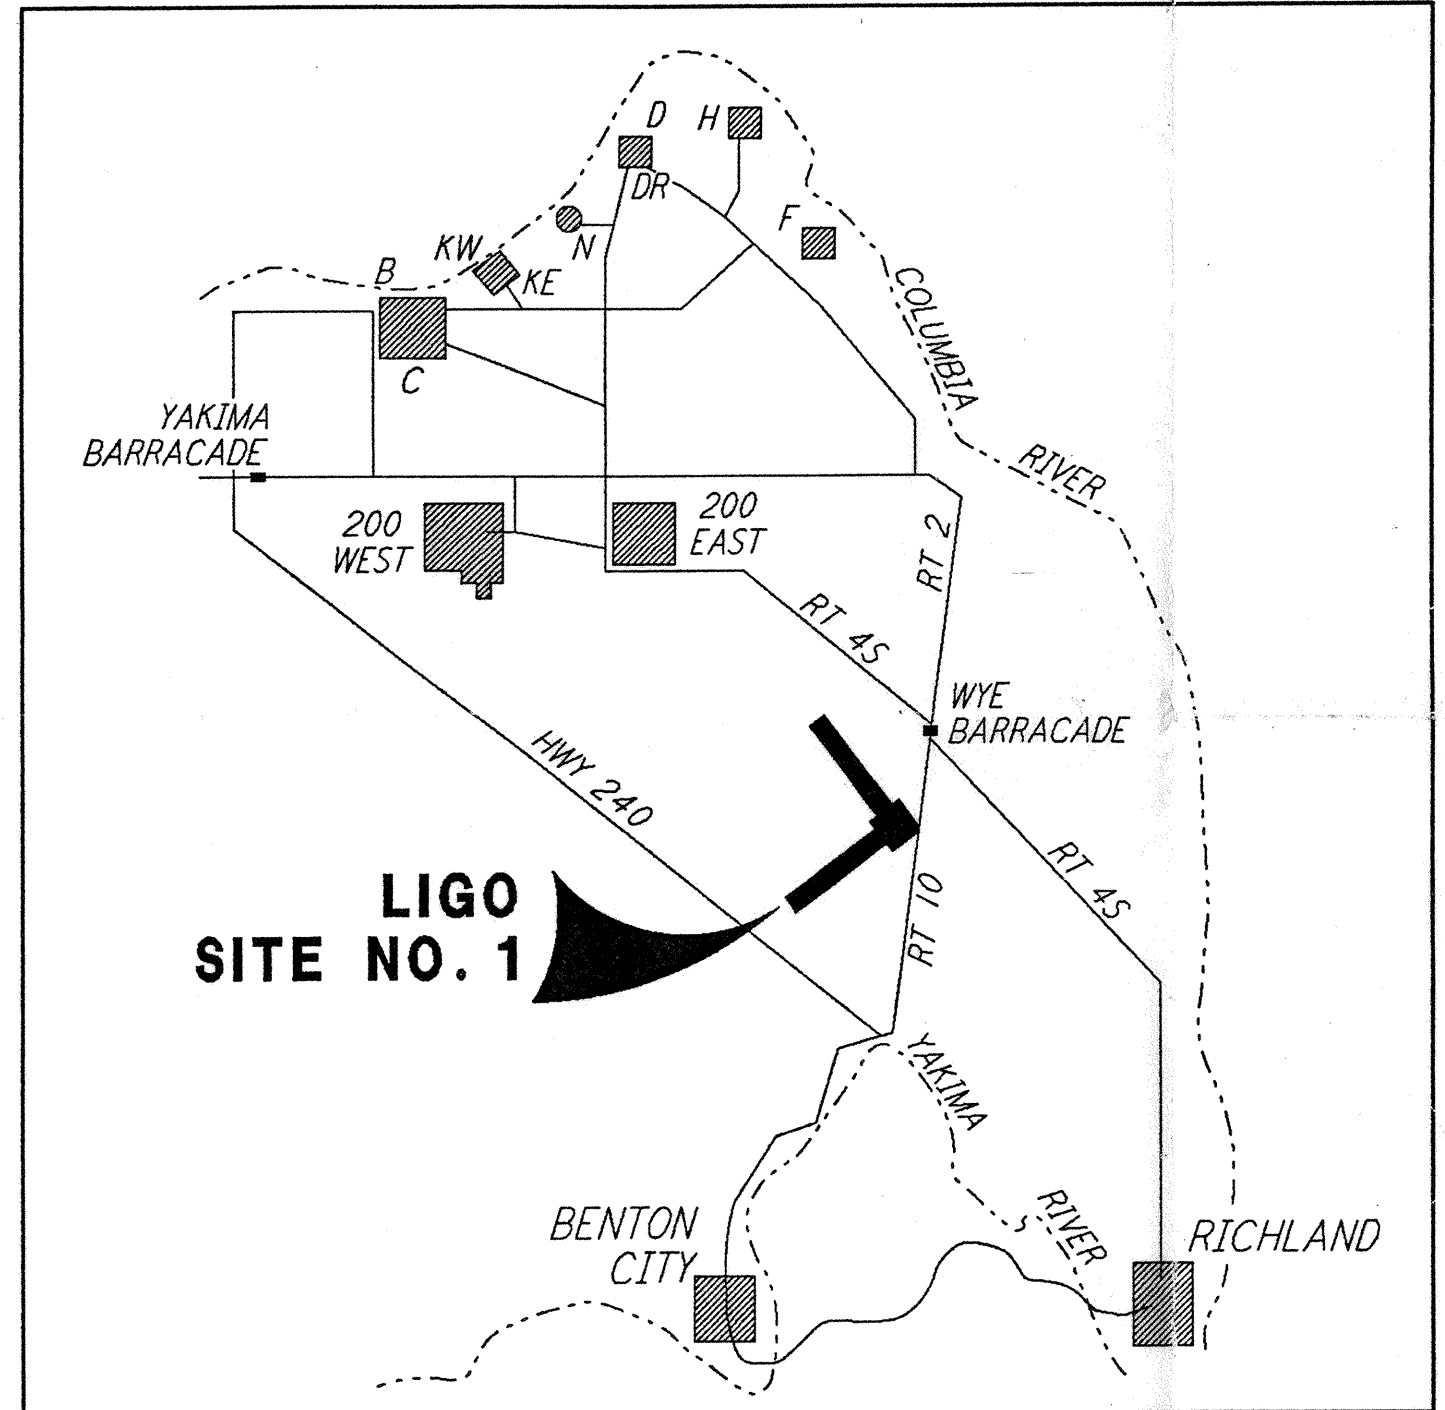 D
H
DR
F
N
KW
KE
B
C
COLUMBIA
RIVER
YAKIMA
BARRACADE
200
WEST
200
EAST
RT 2
RT 4S
WYE
BARRACADE
HWY 240
LIGO
SITE NO. 1
RT 10
RT 4S
YAKIMA
RIVER
BENTON
CITY
RICHLAND